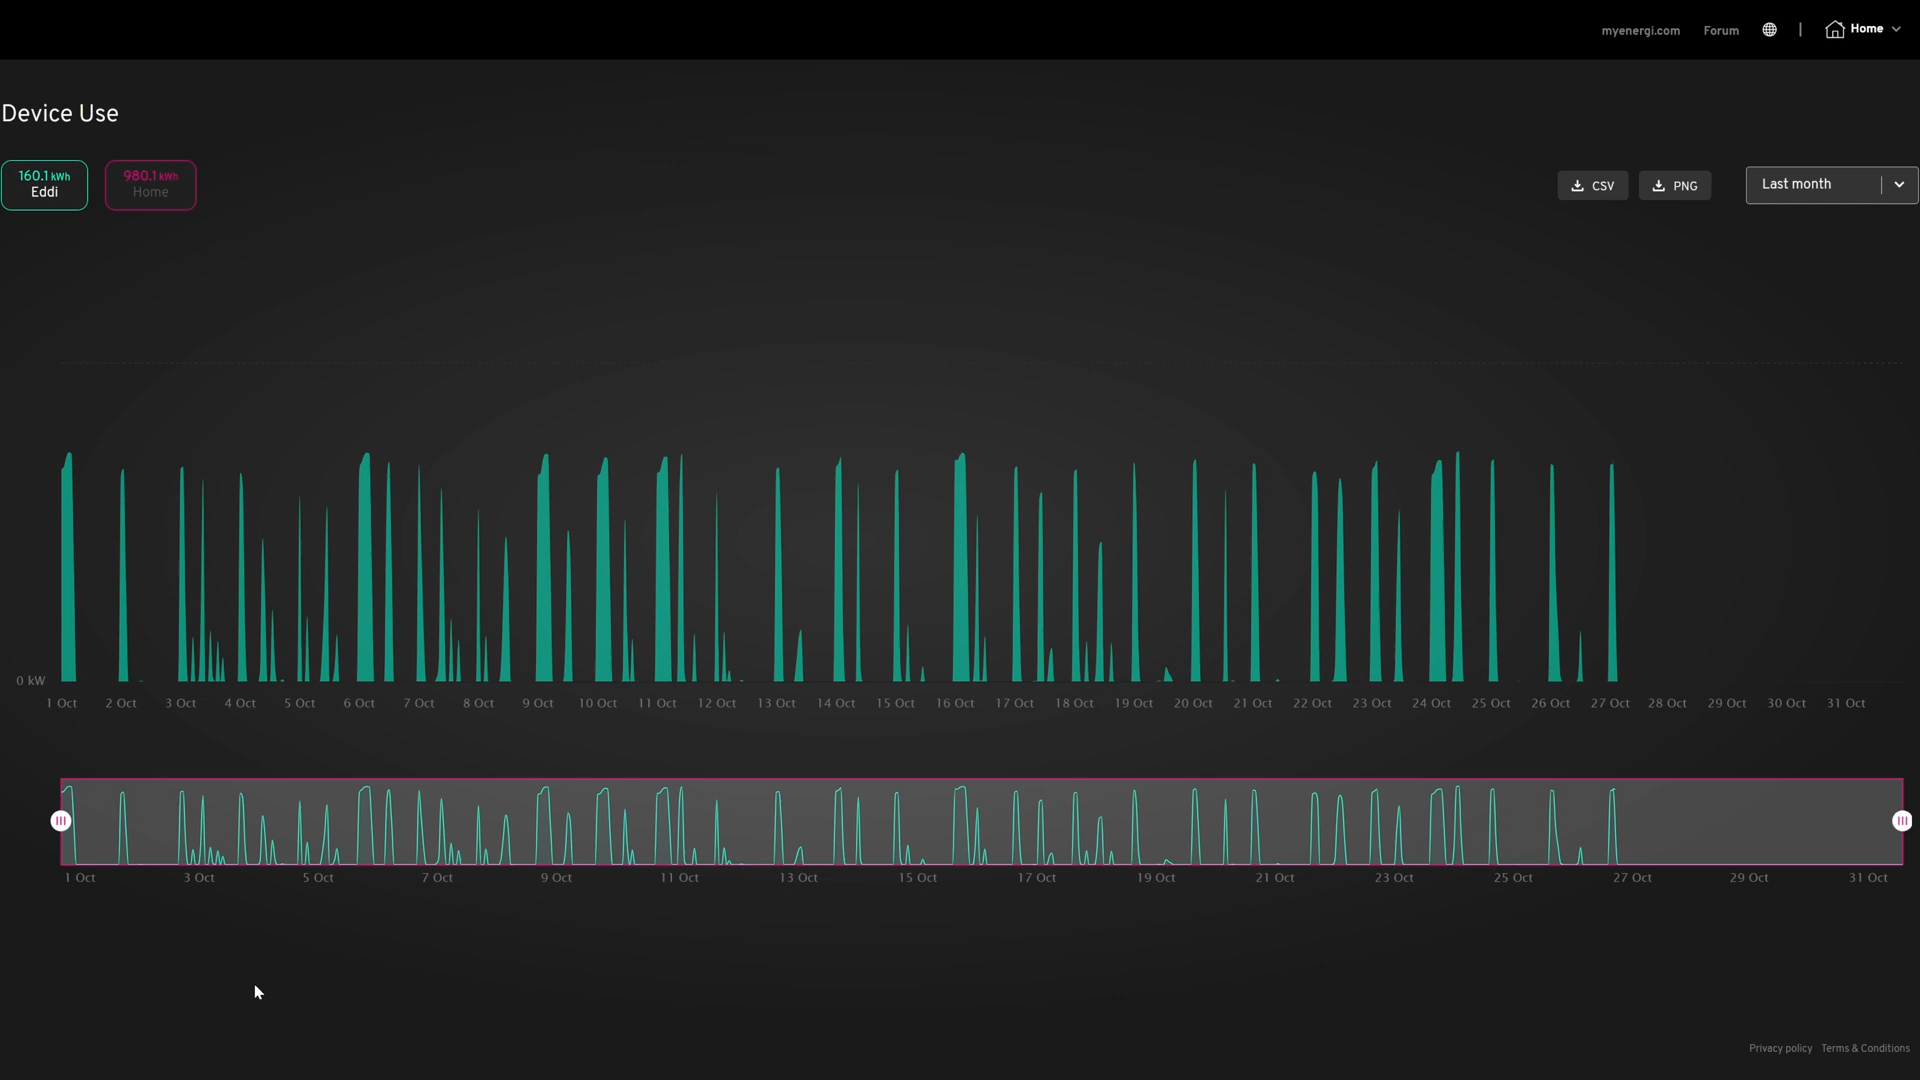 myenergi.com Forum | Home
Device Use
160.1 kWh
Eddi
980.1 kWh
Home
CSV
PNG
Last month
0 kW
1 Oct 2 Oct 3 Oct 4 Oct 5 Oct 6 Oct 7 Oct 8 Oct 9 Oct 10 Oct 11 Oct 12 Oct 13 Oct 14 Oct 15 Oct 16 Oct 17 Oct 18 Oct 19 Oct 20 Oct 21 Oct 22 Oct 23 Oct 24 Oct 25 Oct 26 Oct 27 Oct 28 Oct 29 Oct 30 Oct 31 Oct
1 Oct 3 Oct 5 Oct 7 Oct 9 Oct 11 Oct 13 Oct 15 Oct 17 Oct 19 Oct 21 Oct 23 Oct 25 Oct 27 Oct 29 Oct 31 Oct
Privacy policy Terms & Conditions